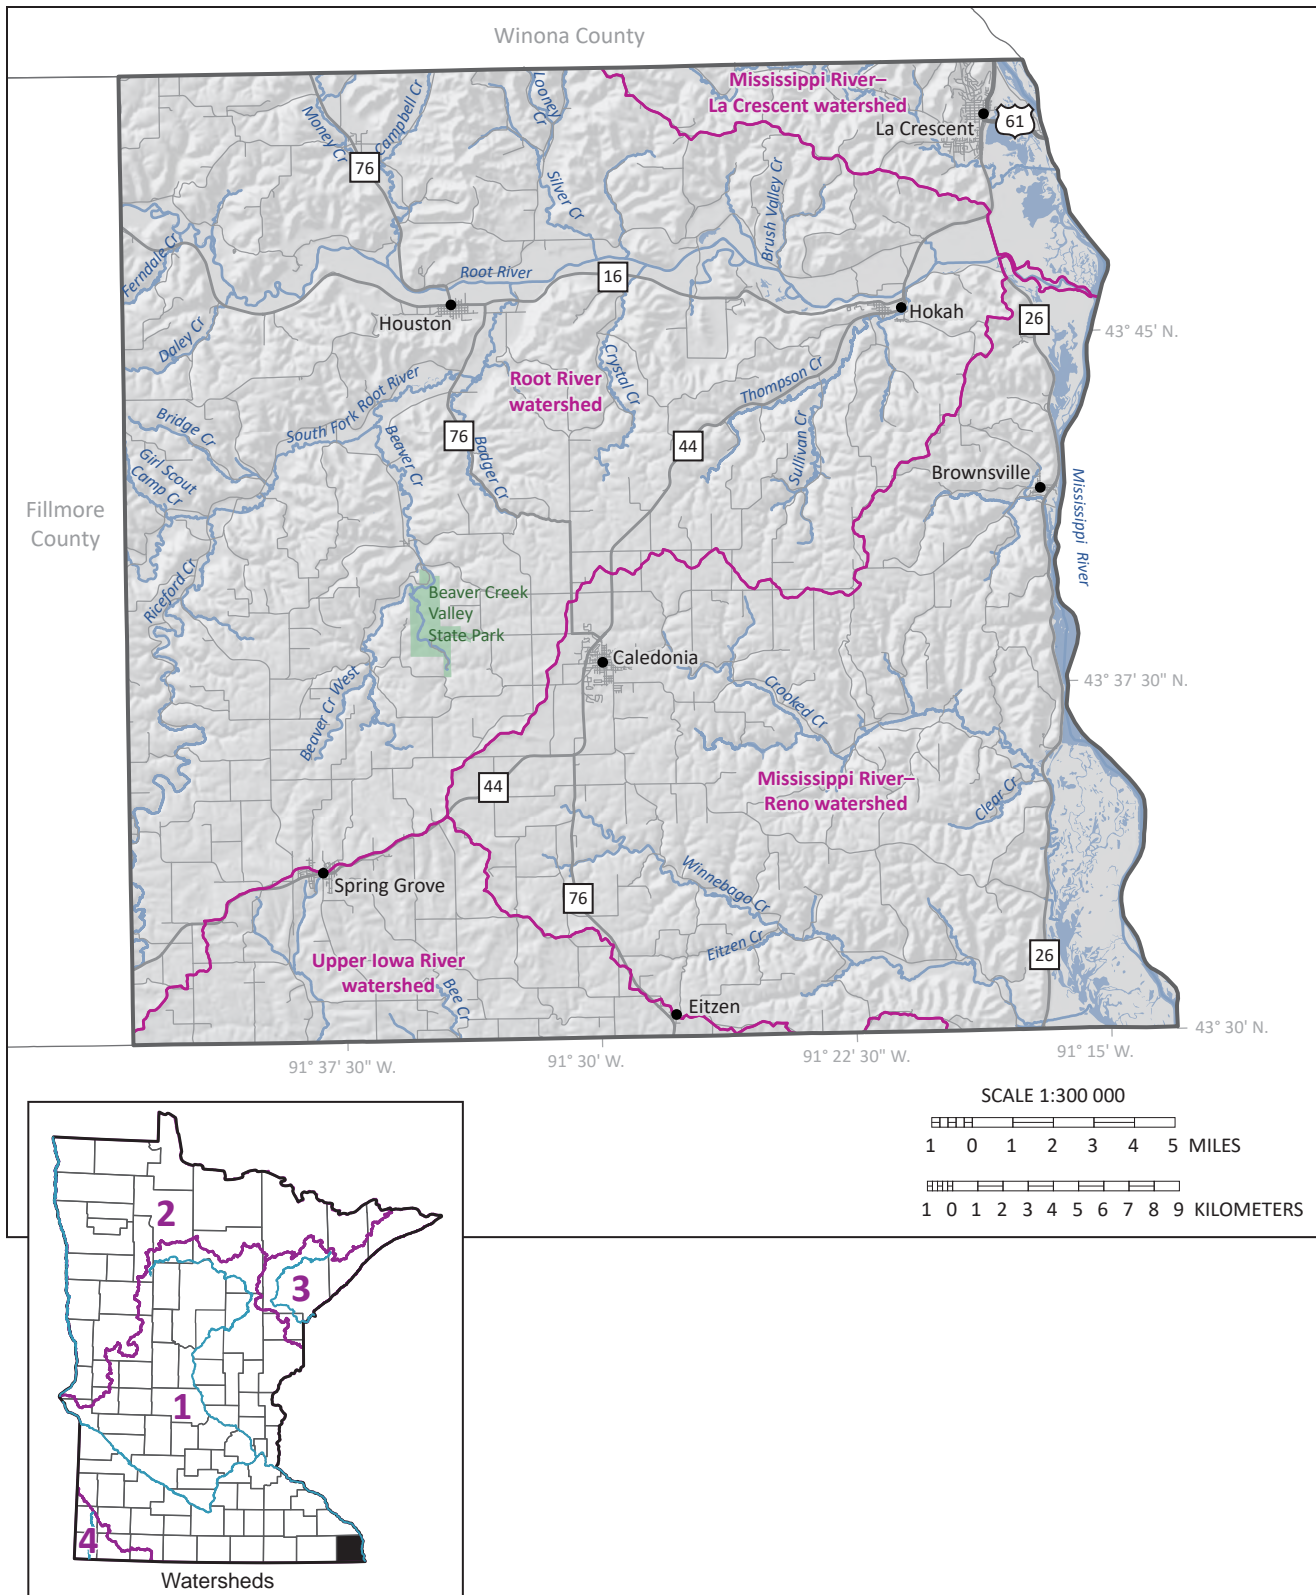 Winona County
Mississippi River–
La Crescent watershed
La Crescent
61
Looney
Cr
Campbell Cr
Money
Cr
76
Silver Cr
Brush Valley Cr
Ferndale Cr
Root River
16
Houston
Hokah
26
43° 45' N.
Daley Cr
Root River
watershed
Crystal Cr
Thompson Cr
South Fork Root River
Bridge Cr
Beaver Cr
76
Badger Cr
44
Sullivan Cr
Girl Scout
Camp Cr
Brownsville
Mississippi River
Fillmore
County
Riceford Cr
Beaver Creek
Valley
State Park
Caledonia
Beaver Cr West
Crooked Cr
43° 37' 30" N.
44
Mississippi River–
Reno watershed
Clear Cr
Spring Grove
76
Winnebago Cr
Eitzen Cr
26
Upper Iowa River
watershed
Bee Cr
Eitzen
43° 30' N.
91° 37' 30" W.
91° 30' W.
91° 22' 30" W.
91° 15' W.
SCALE 1:300 000
1 0 1 2 3 4 5 MILES
1 0 1 2 3 4 5 6 7 8 9 KILOMETERS
2
3
1
4
Watersheds